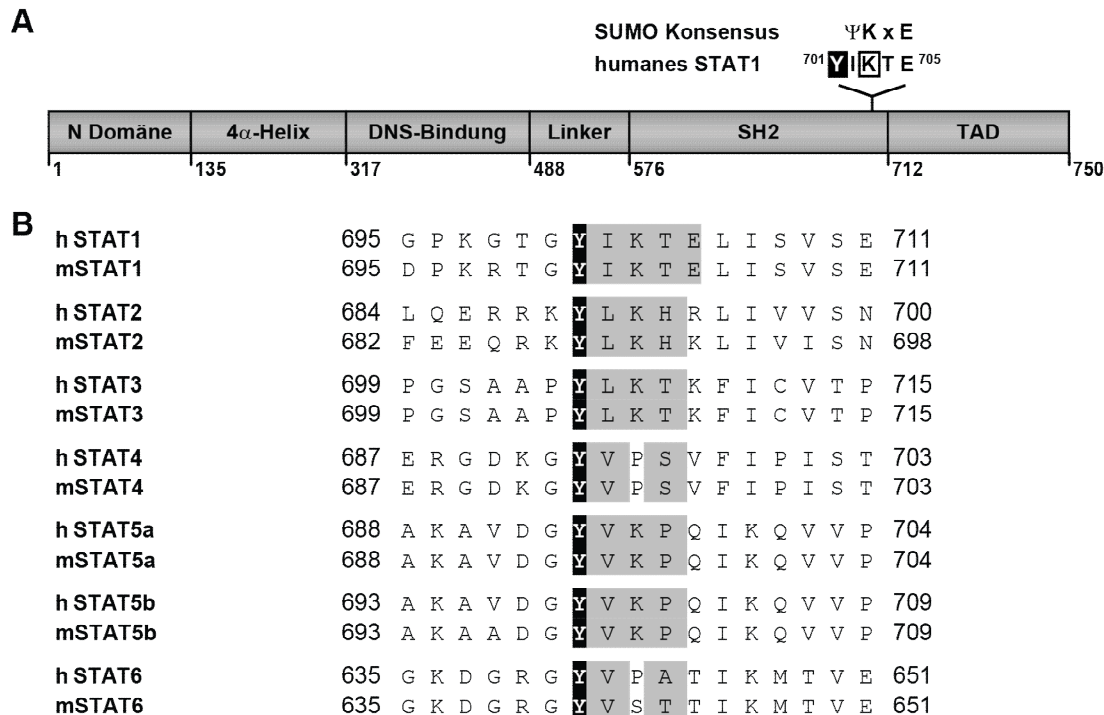 A
SUMO Konsensus ΨK x E
humanes STAT1 701 Y I K T E 705
N Domäne 4α-Helix DNS-Bindung Linker SH2 TAD
1 135 317 488 576 712 750
B
h STAT1 695 G P K G T G Y I K T E L I S V S E 711
mSTAT1 695 D P K R T G Y I K T E L I S V S E 711
h STAT2 684 L Q E R R K Y L K H R L I V V S N 700
mSTAT2 682 F E E Q R K Y L K H K L I V I S N 698
h STAT3 699 P G S A A P Y L K T K F I C V T P 715
mSTAT3 699 P G S A A P Y L K T K F I C V T P 715
h STAT4 687 E R G D K G Y V P S V F I P I S T 703
mSTAT4 687 E R G D K G Y V P S V F I P I S T 703
h STAT5a 688 A K A V D G Y V K P Q I K Q V V P 704
mSTAT5a 688 A K A V D G Y V K P Q I K Q V V P 704
h STAT5b 693 A K A V D G Y V K P Q I K Q V V P 709
mSTAT5b 693 A K A A D G Y V K P Q I K Q V V P 709
h STAT6 635 G K D G R G Y V P A T I K M T V E 651
mSTAT6 635 G K D G R G Y V S T T I K M T V E 651